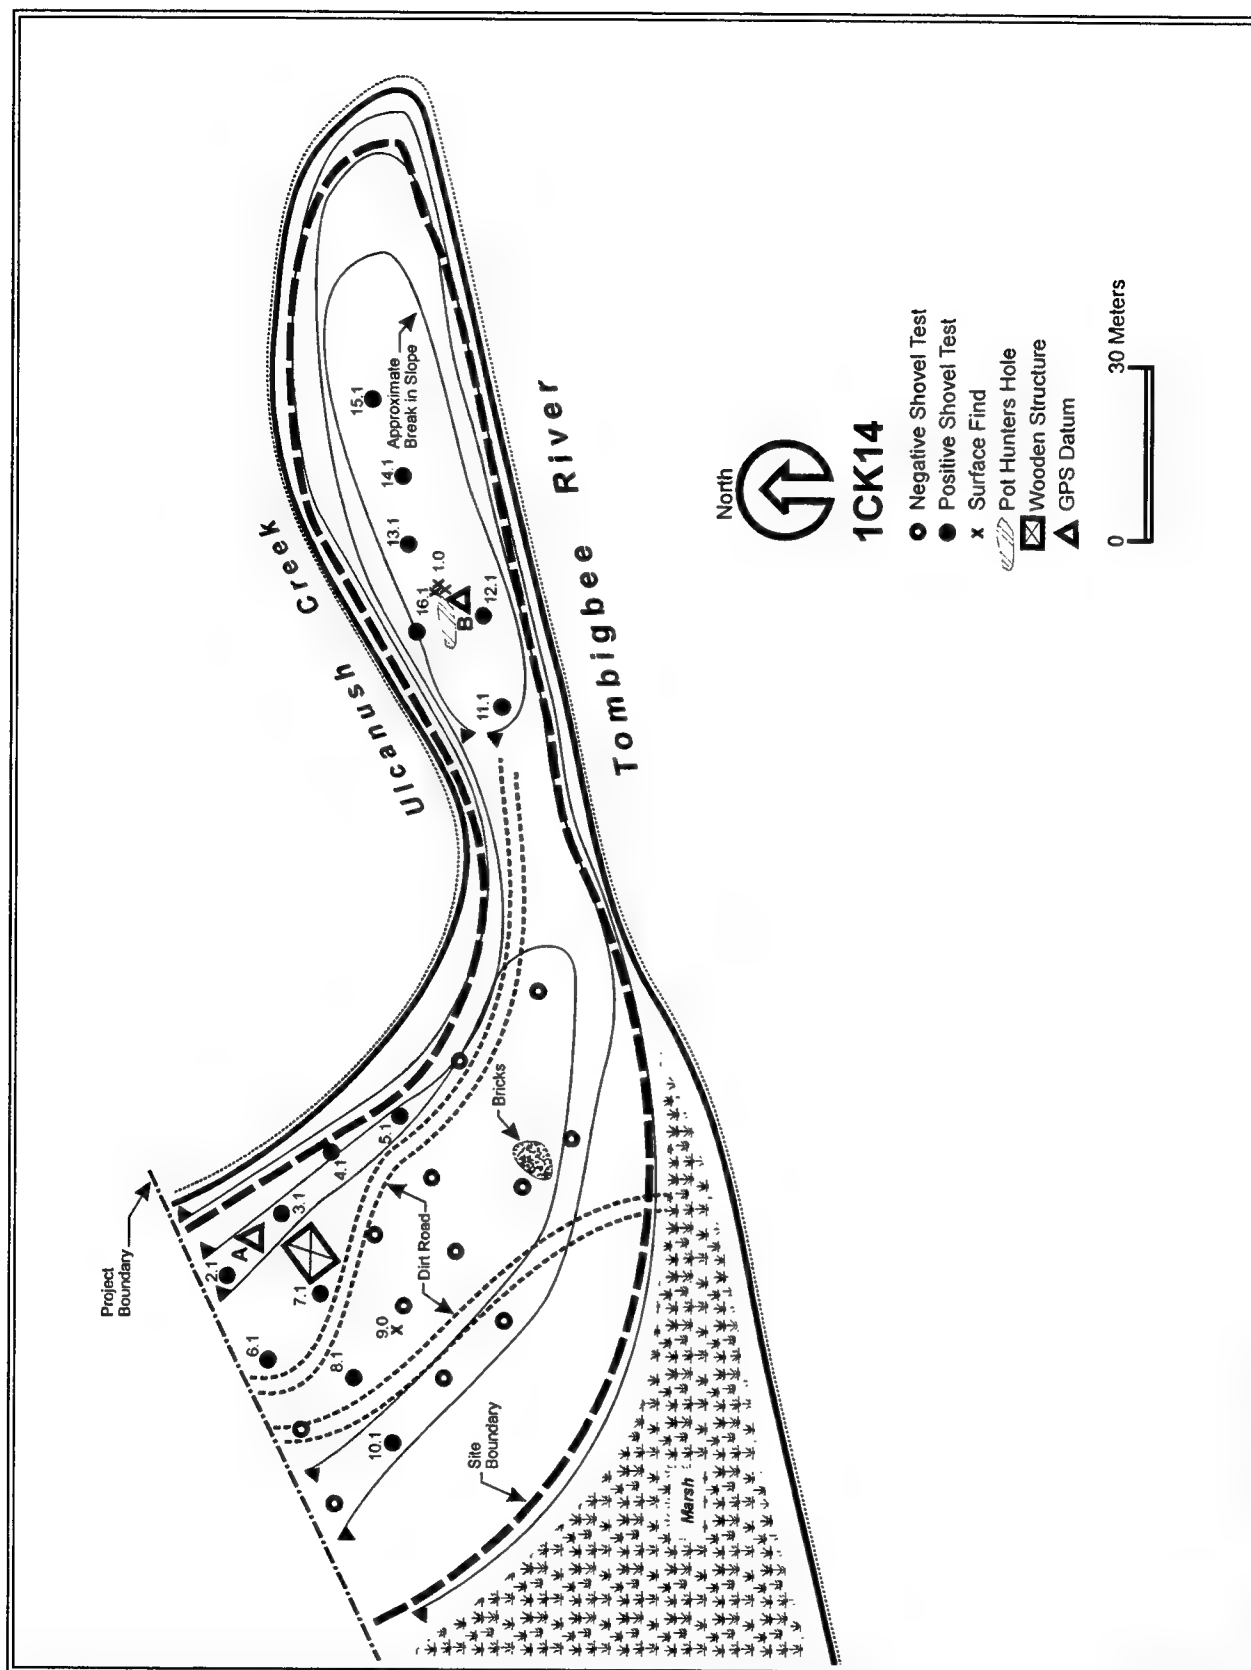 Project
Boundary
2.1
A
3.1
4.1
5.1
6.1
7.1
8.1
9.0
x
10.1
Dirt Road
Bricks
Site
Boundary
Marsh
Ulcanush Creek
Tombigbee River
11.1
12.1
B
16.1
x
x
x
1.0
13.1
14.1
15.1
Approximate
Break in Slope
North
1CK14
Negative Shovel Test
Positive Shovel Test
x Surface Find
Pot Hunters Hole
Wooden Structure
GPS Datum
0 30 Meters